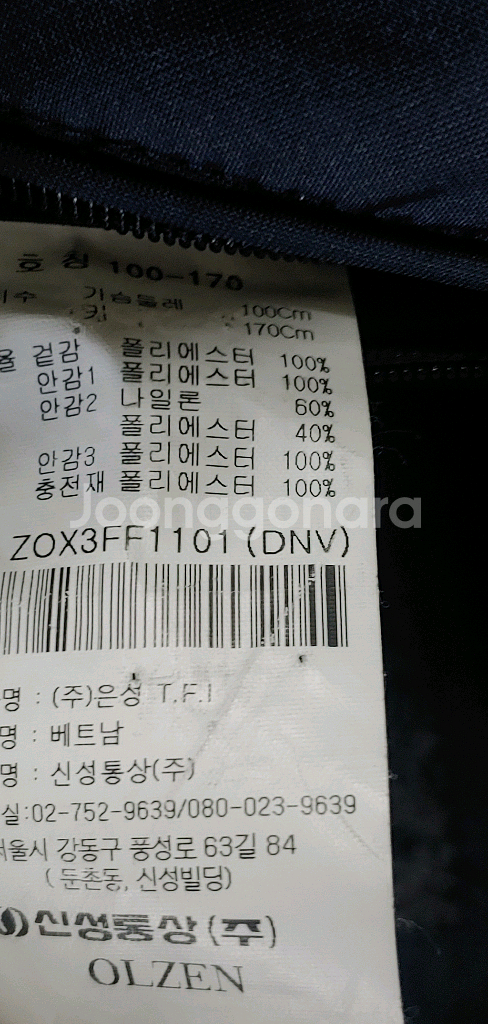 호칭 100-170
치수 가슴둘레 100Cm
키 170Cm
율 겉감 폴리에스터 100%
안감1 폴리에스터 100%
안감2 나일론 60%
폴리에스터 40%
안감3 폴리에스터 100%
충전재 폴리에스터 100%
Joonggonara
ZOX3FF1101(DNV)
명 : (주)은성 T.F.I
명 : 베트남
명 : 신성통상(주)
실:02-752-9639/080-023-9639
서울시 강동구 풍성로 63길 84
(둔촌동, 신성빌딩)
신성통상(주)
OLZEN